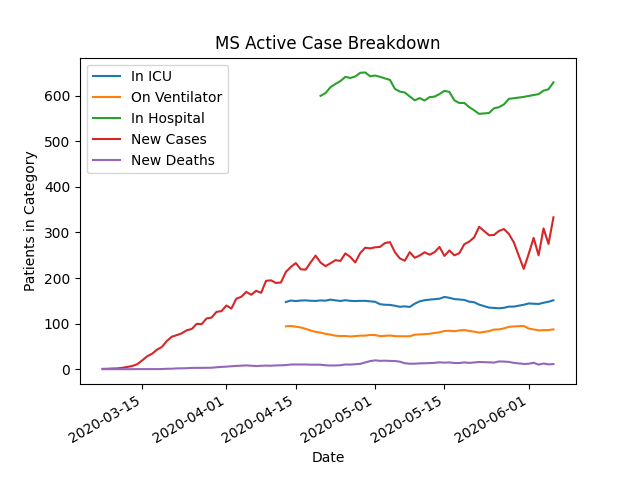 MS Active Case Breakdown
In ICU
On Ventilator
In Hospital
New Cases
New Deaths
600
500
400
300
200
100
0
Patients in Category
2020-03-15
2020-04-01
2020-04-15
2020-05-01
2020-05-15
2020-06-01
Date